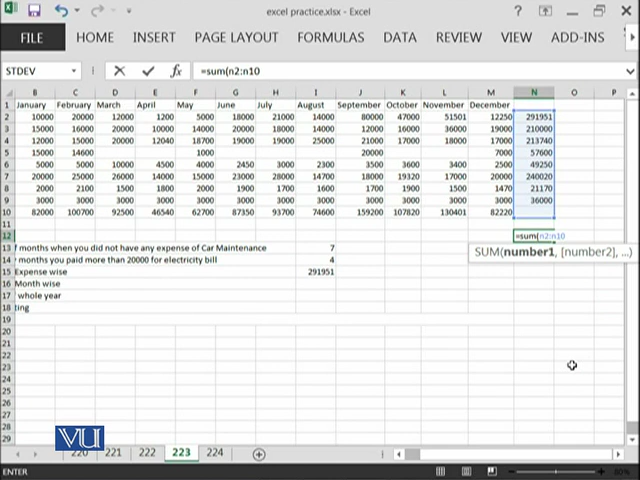 excel practice.xlsx - Excel
FILE HOME INSERT PAGE LAYOUT FORMULAS DATA REVIEW VIEW ADD-INS
STDEV =sum(n2:n10
B C D E F G H I J K L M N O P
1 January February March April May June July August September October November December
2 10000 20000 12000 1200 5000 18000 21000 14000 80000 47000 51501 12250 291951
3 15000 16000 20000 10000 14000 20000 18000 14000 12000 16000 36000 19000 210000
4 12000 15000 20000 12040 18700 19000 19000 25000 21000 17000 18000 17000 213740
5 15000 14600 1000 20000 7000 57600
6 5000 5000 10000 4500 4000 2450 3000 2300 3500 3600 3400 2500 49250
7 20000 25000 26000 14000 15000 23000 28000 14700 18000 19320 17000 20000 240020
8 2000 2100 1500 1800 2000 1900 1700 1600 1700 1900 1500 1470 21170
9 3000 3000 3000 3000 3000 3000 3000 3000 3000 3000 3000 3000 36000
10 82000 100700 92500 46540 62700 87350 93700 74600 159200 107820 130401 82220
11
12 =sum(n2:n10
SUM(number1, [number2], ...)
13 months when you did not have any expense of Car Maintenance 7
14 months you paid more than 20000 for electricity bill 4
15 Expense wise 291951
16 Month wise
17 whole year
18 ting
19
20
21
22
23
24
25
26
27
28
29
VU
220 221 222 223 224
ENTER